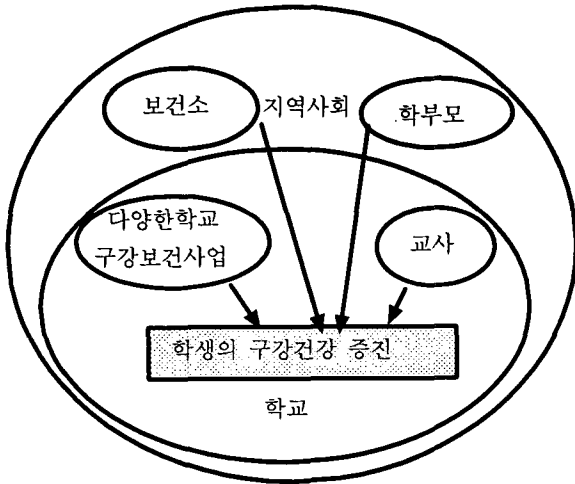 보건소
지역사회
학부모
다양한학교
구강보건사업
교사
학생의 구강건강 증진
학교